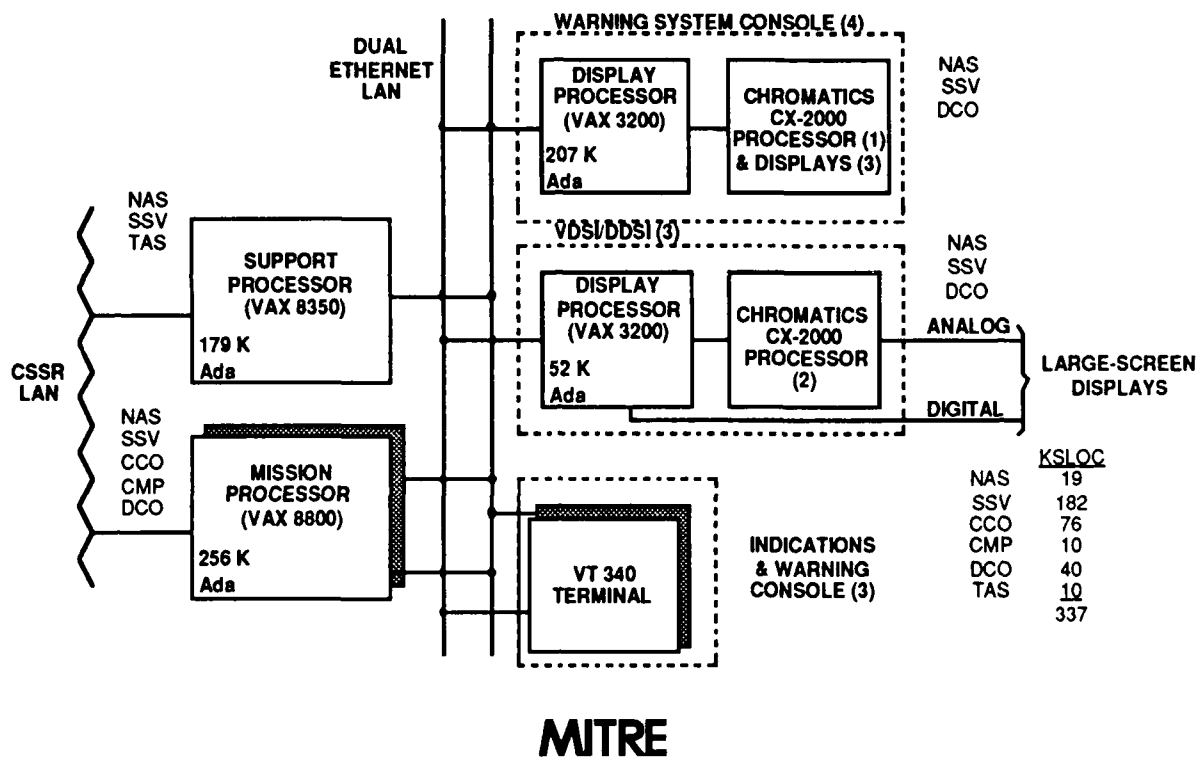 WARNING SYSTEM CONSOLE (4)
DUAL
ETHERNET
LAN
DISPLAY
PROCESSOR
(VAX 3200)
207 K
Ada
CHROMATICS
CX-2000
PROCESSOR (1)
& DISPLAYS (3)
NAS
SSV
DCO
NAS
SSV
TAS
SUPPORT
PROCESSOR
(VAX 8350)
179 K
Ada
VDSI/DDSI (3)
DISPLAY
PROCESSOR
(VAX 3200)
52 K
Ada
CHROMATICS
CX-2000
PROCESSOR
(2)
NAS
SSV
DCO
ANALOG
DIGITAL
LARGE-SCREEN
DISPLAYS
CSSR
LAN
NAS
SSV
CCO
CMP
DCO
MISSION
PROCESSOR
(VAX 8800)
256 K
Ada
VT 340
TERMINAL
INDICATIONS
& WARNING
CONSOLE (3)
KSLOC
NAS 19
SSV 182
CCO 76
CMP 10
DCO 40
TAS 10
337
MITRE